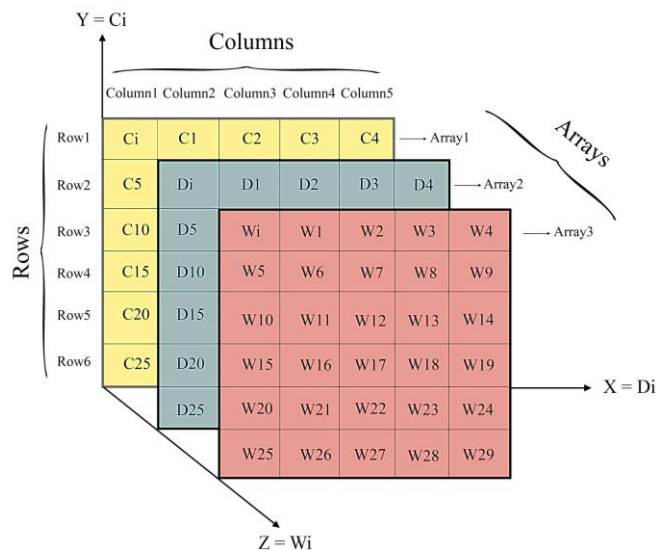 Y = Ci
Columns
Column1 Column2 Column3 Column4 Column5
Arrays
Rows
Row1 Ci C1 C2 C3 C4 Array1
Row2 C5 Di D1 D2 D3 D4 Array2
Row3 C10 D5 Wi W1 W2 W3 W4 Array3
Row4 C15 D10 W5 W6 W7 W8 W9
Row5 C20 D15 W10 W11 W12 W13 W14
Row6 C25 D20 W15 W16 W17 W18 W19
X = Di
D25 W20 W21 W22 W23 W24
W25 W26 W27 W28 W29
Z = Wi